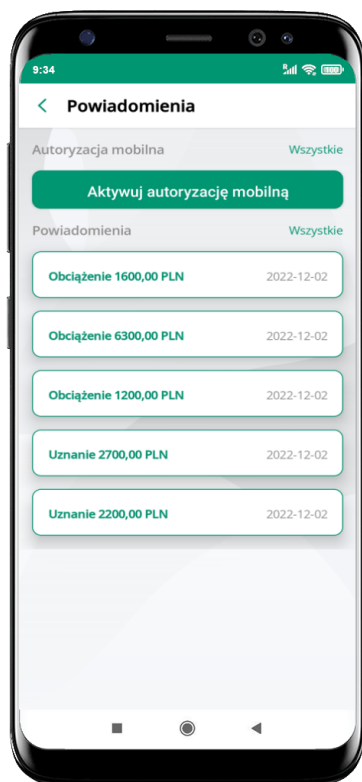 9:34
Powiadomienia
Autoryzacja mobilna Wszystkie
Aktywuj autoryzację mobilną
Powiadomienia Wszystkie
Obciążenie 1600,00 PLN 2022-12-02
Obciążenie 6300,00 PLN 2022-12-02
Obciążenie 1200,00 PLN 2022-12-02
Uznanie 2700,00 PLN 2022-12-02
Uznanie 2200,00 PLN 2022-12-02